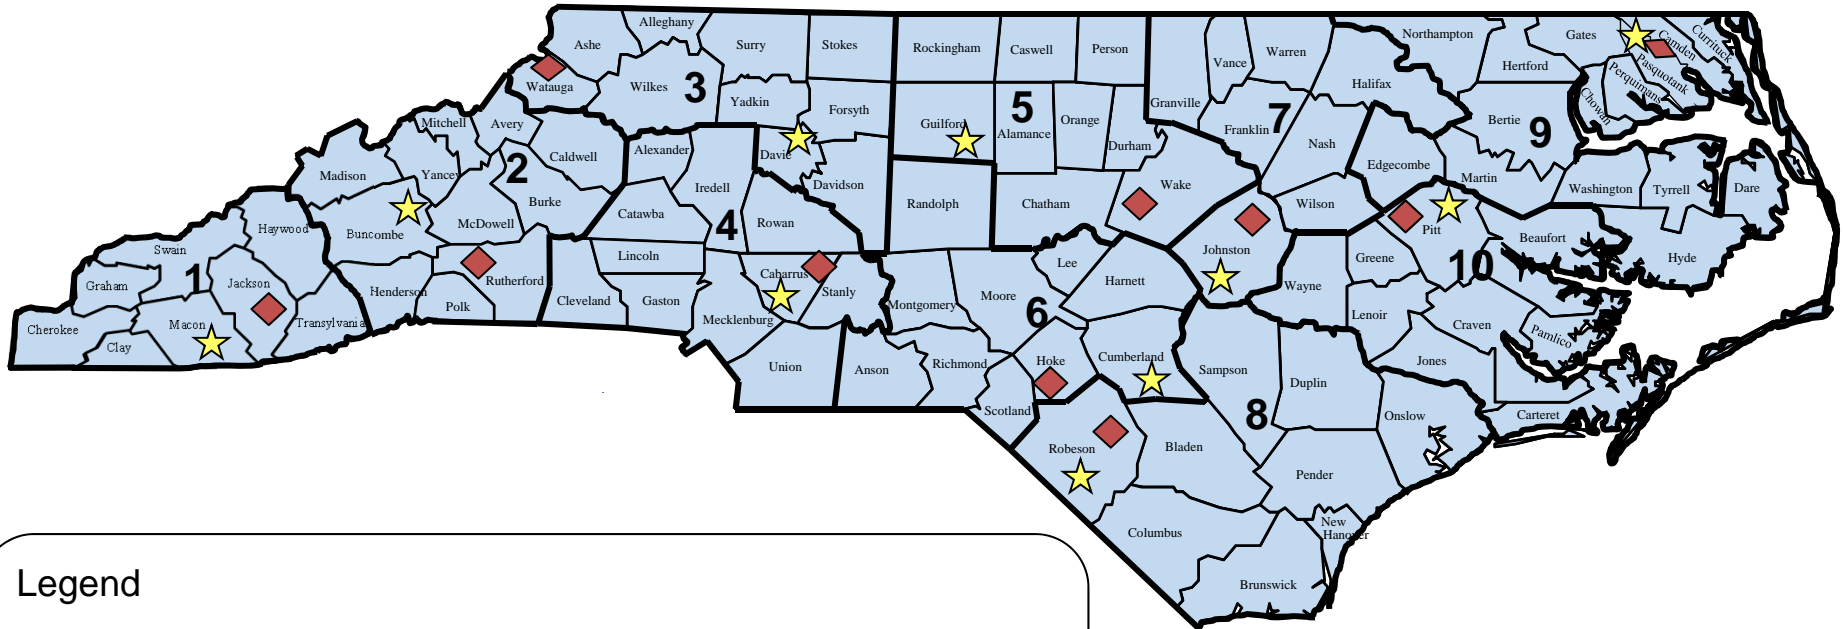 Alleghany
Ashe
Surry
Stokes
Rockingham
Caswell
Person
Vance
Warren
Northampton
Gates
Camden
Currituck
Hertford
Pasquotank
Perquimans
Chowan
Watauga
Wilkes
3
Yadkin
Forsyth
Guilford
5
Alamance
Orange
Durham
Granville
Franklin
7
Halifax
Nash
Bertie
9
Mitchell
Avery
Caldwell
Alexander
Davie
Davidson
Edgecombe
Martin
Washington
Tyrrell
Dare
Madison
Yancey
2
Burke
Iredell
Randolph
Chatham
Wake
Wilson
Haywood
Buncombe
McDowell
Catawba
4
Rowan
Johnston
Pitt
Beaufort
Hyde
Swain
1
Graham
Jackson
Henderson
Rutherford
Polk
Lincoln
Cleveland
Gaston
Cabarrus
Stanly
Montgomery
Moore
Lee
Harnett
Wayne
Greene
10
Lenoir
Craven
Pamlico
Cherokee
Clay
Macon
Transylvania
Mecklenburg
Union
Anson
Richmond
6
Hoke
Cumberland
Sampson
Duplin
Jones
Scotland
8
Onslow
Carteret
Robeson
Bladen
Pender
Columbus
New
Hanover
Brunswick
Legend